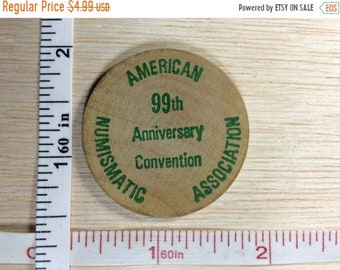 Regular Price $4.99 USD
Powered by ETSY ON SALE EOS
AMERICAN
99th
Anniversary
Convention
NUMISMATIC
ASSOCIATION
2
1
60 in
1
60in
2
3